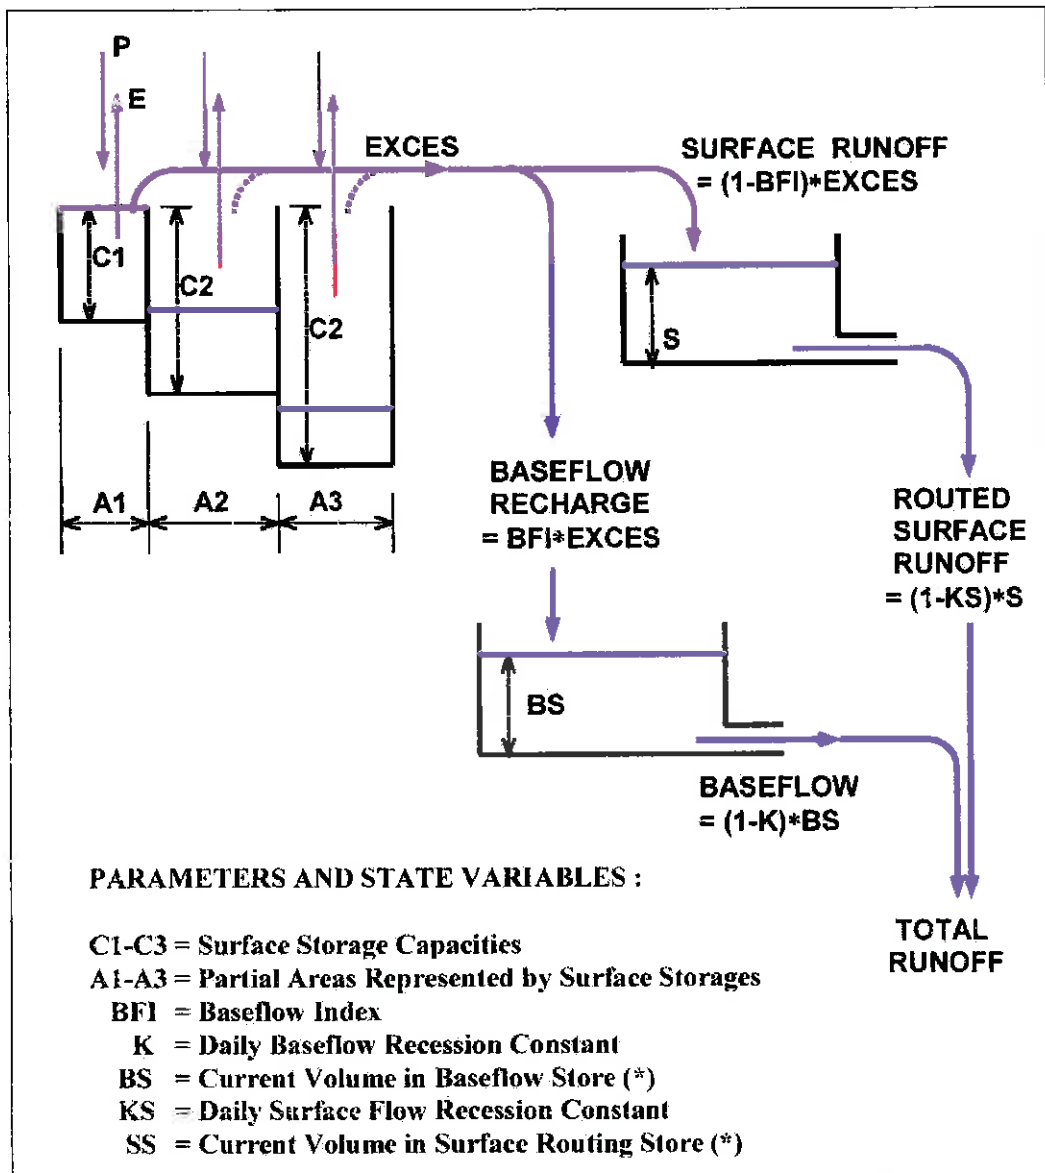 P
E
EXCES
SURFACE RUNOFF
= (1-BFI)*EXCES
C1
C2
C2
S
A1
A2
A3
BASEFLOW
RECHARGE
= BFI*EXCES
ROUTED
SURFACE
RUNOFF
= (1-KS)*S
BS
BASEFLOW
= (1-K)*BS
TOTAL
RUNOFF
PARAMETERS AND STATE VARIABLES :
C1-C3 = Surface Storage Capacities
A1-A3 = Partial Areas Represented by Surface Storages
BFI = Baseflow Index
K = Daily Baseflow Recession Constant
BS = Current Volume in Baseflow Store (*)
KS = Daily Surface Flow Recession Constant
SS = Current Volume in Surface Routing Store (*)